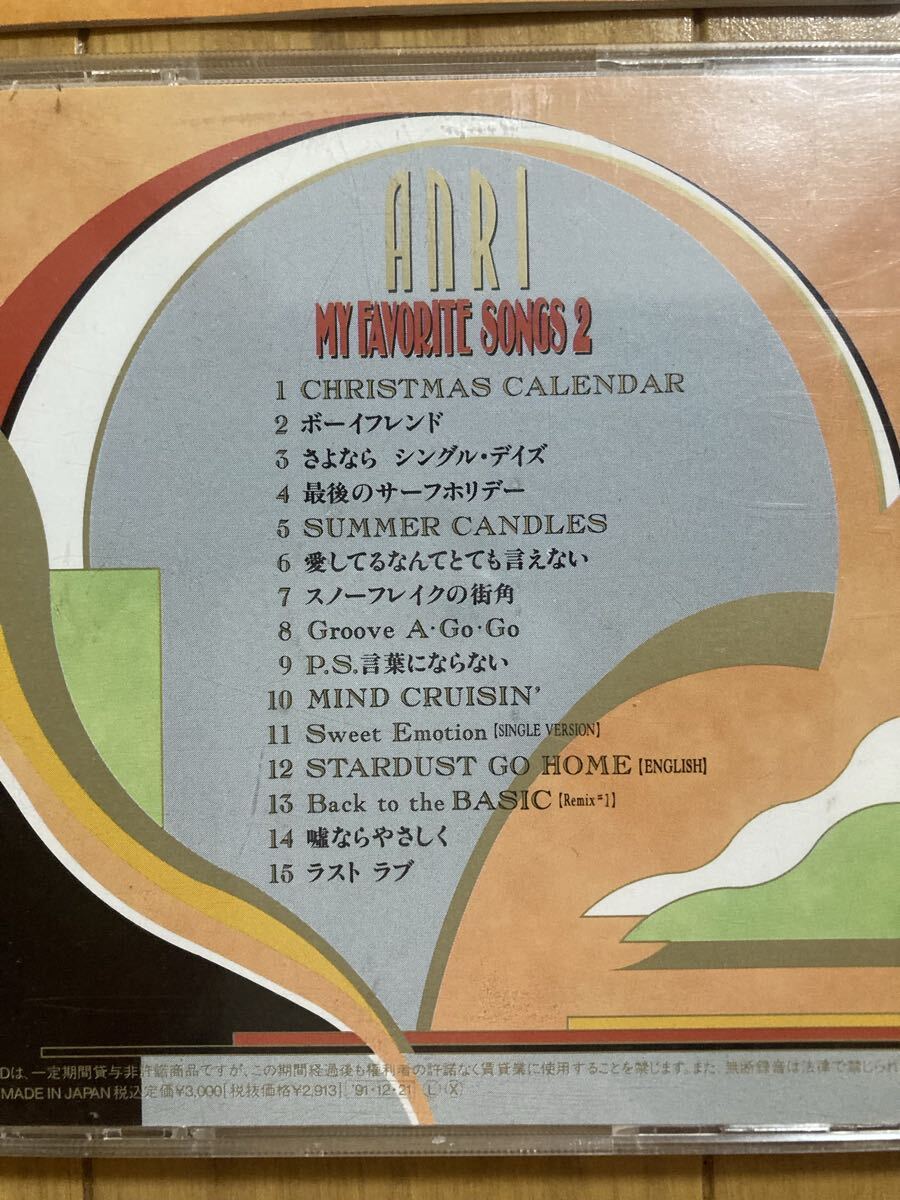 ANRI
MY FAVORITE SONGS 2
1 CHRISTMAS CALENDAR
2 ボーイフレンド
3 さよなら シングル・デイズ
4 最後のサーフホリデー
5 SUMMER CANDLES
6 愛してるなんてとても言えない
7 スノーフレイクの街角
8 Groove A・Go・Go
9 P.S.言葉にならない
10 MIND CRUISIN'
11 Sweet Emotion [SINGLE VERSION]
12 STARDUST GO HOME [ENGLISH]
13 Back to the BASIC [Remix #1]
14 嘘ならやさしく
15 ラスト ラブ
Dは、一定期間貸与非許諾商品ですが、この期間経過後も権利者の許諾なく賃貸業に使用することを禁じます。また、無断録音は法律で禁じられ
MADE IN JAPAN 税込定価¥3,000[税抜価格¥2,913] ['91・12・21] Ⓛ Ⓧ